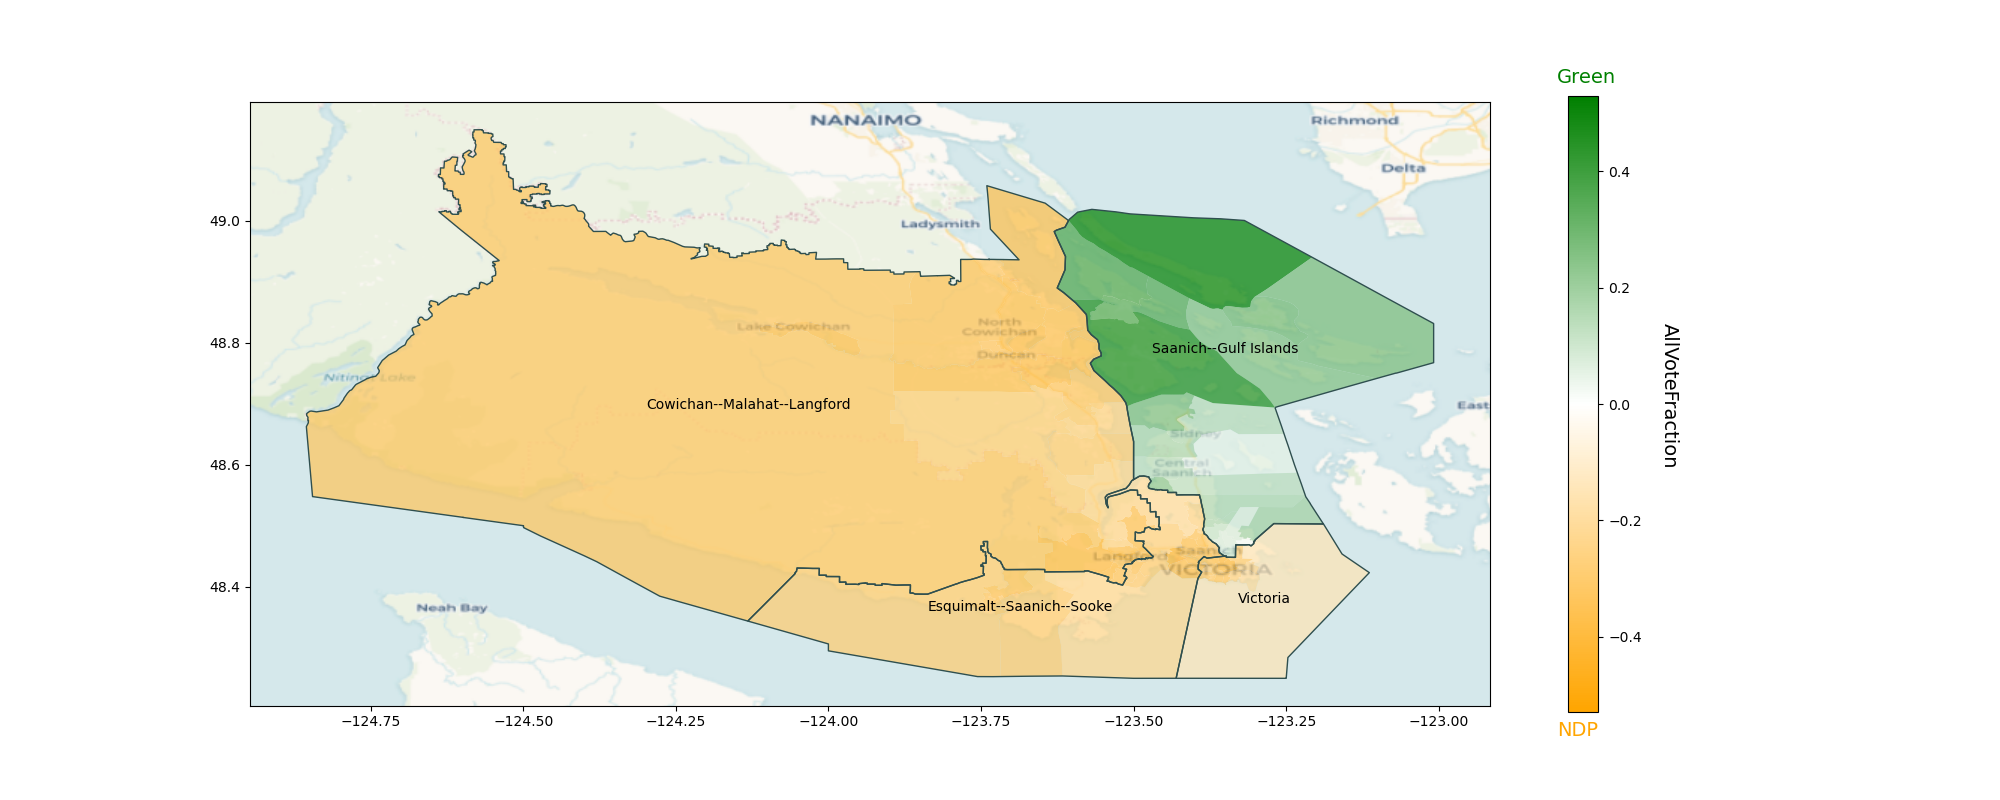 Green
NANAIMO
Richmond
Delta
Ladysmith
49.0
0.4
0.2
Lake Cowichan
North
Cowichan
Duncan
48.8
Saanich--Gulf Islands
Cowichan--Malahat--Langford
0.0
AllVoteFraction
East
Sidney
Central
Saanich
48.6
−0.2
Langford
Saanich
VICTORIA
48.4
Neah Bay
Esquimalt--Saanich--Sooke
Victoria
−0.4
−124.75
−124.50
−124.25
−124.00
−123.75
−123.50
−123.25
−123.00
NDP